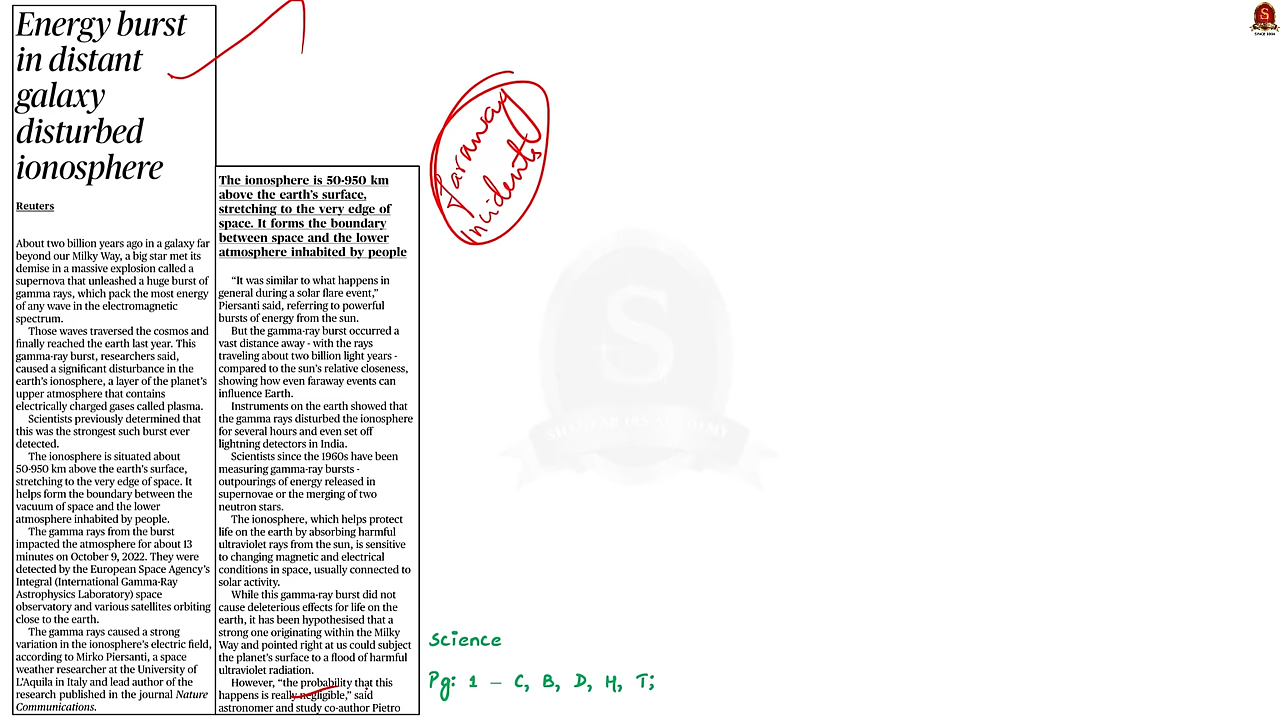 Energy burst
in distant
galaxy
disturbed
ionosphere
Reuters
About two billion years ago in a galaxy far
beyond our Milky Way, a big star met its
demise in a massive explosion called a
supernova that unleashed a huge burst of
gamma rays, which pack the most energy
of any wave in the electromagnetic
spectrum.
Those waves traversed the cosmos and
finally reached the earth last year. This
gamma-ray burst, researchers said,
caused a significant disturbance in the
earth's ionosphere, a layer of the planet's
upper atmosphere that contains
electrically charged gases called plasma.
Scientists previously determined that
this was the strongest such burst ever
detected.
The ionosphere is situated about
50-950 km above the earth's surface,
stretching to the very edge of space. It
helps form the boundary between the
vacuum of space and the lower
atmosphere inhabited by people.
The gamma rays from the burst
impacted the atmosphere for about 13
minutes on October 9, 2022. They were
detected by the European Space Agency's
Integral (International Gamma-Ray
Astrophysics Laboratory) space
observatory and various satellites orbiting
close to the earth.
The gamma rays caused a strong
variation in the ionosphere's electric field,
according to Mirko Piersanti, a space
weather researcher at the University of
L'Aquila in Italy and lead author of the
research published in the journal Nature
Communications.
The ionosphere is 50-950 km
above the earth's surface,
stretching to the very edge of
space. It forms the boundary
between space and the lower
atmosphere inhabited by people
"It was similar to what happens in
general during a solar flare event,"
Piersanti said, referring to powerful
bursts of energy from the sun.
But the gamma-ray burst occurred a
vast distance away - with the rays
traveling about two billion light years -
compared to the sun's relative closeness,
showing how even faraway events can
influence Earth.
Instruments on the earth showed that
the gamma rays disturbed the ionosphere
for several hours and even set off
lightning detectors in India.
Scientists since the 1960s have been
measuring gamma-ray bursts -
outpourings of energy released in
supernovae or the merging of two
neutron stars.
The ionosphere, which helps protect
life on the earth by absorbing harmful
ultraviolet rays from the sun, is sensitive
to changing magnetic and electrical
conditions in space, usually connected to
solar activity.
While this gamma-ray burst did not
cause deleterious effects for life on the
earth, it has been hypothesised that a
strong one originating within the Milky
Way and pointed right at us could subject
the planet's surface to a flood of harmful
ultraviolet radiation.
However, "the probability that this
happens is really negligible," said
astronomer and study co-author Pietro
faraway
incidents
S
SHANKAR IAS ACADEMY
Science
Pg: 1 – C, B, D, H, T;
S
SINCE 2004